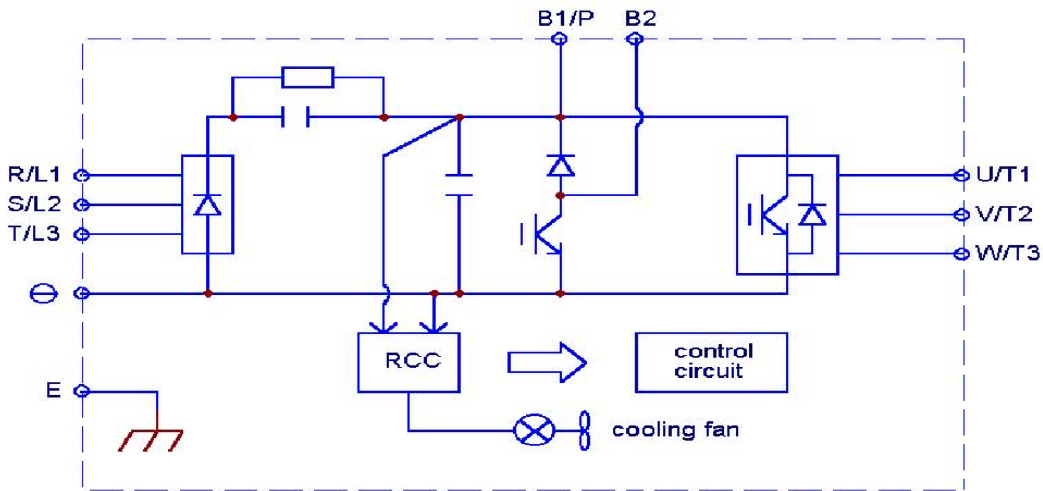 B1/P B2
R/L1
S/L2
T/L3
E
U/T1
V/T2
W/T3
RCC
control
circuit
cooling fan